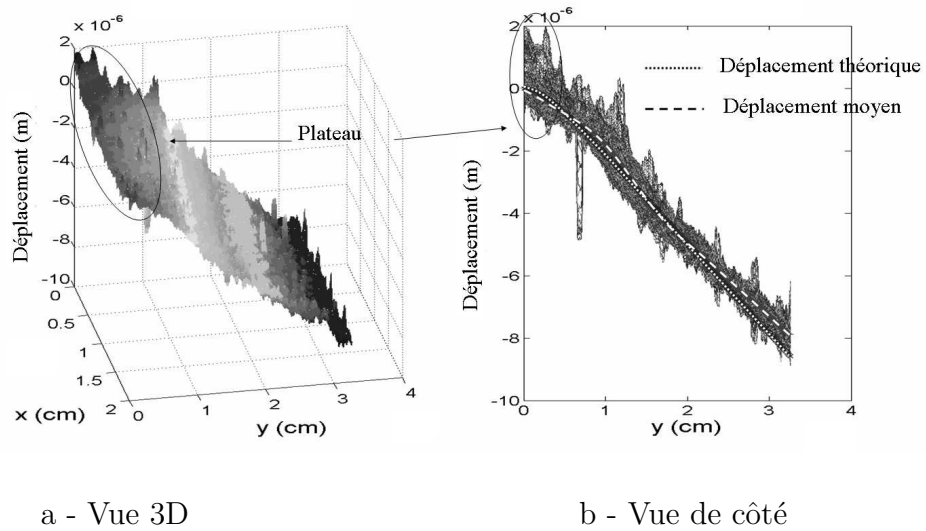 x 10⁻⁶
2
0
-2
-4
-6
-8
-10
Déplacement (m)
0
0.5
1
1.5
2
x (cm)
0
1
2
3
4
y (cm)
Plateau
x 10⁻⁶
2
0
-2
-4
-6
-8
-10
Déplacement (m)
0
1
2
3
4
y (cm)
Déplacement théorique
Déplacement moyen
a - Vue 3D
b - Vue de côté